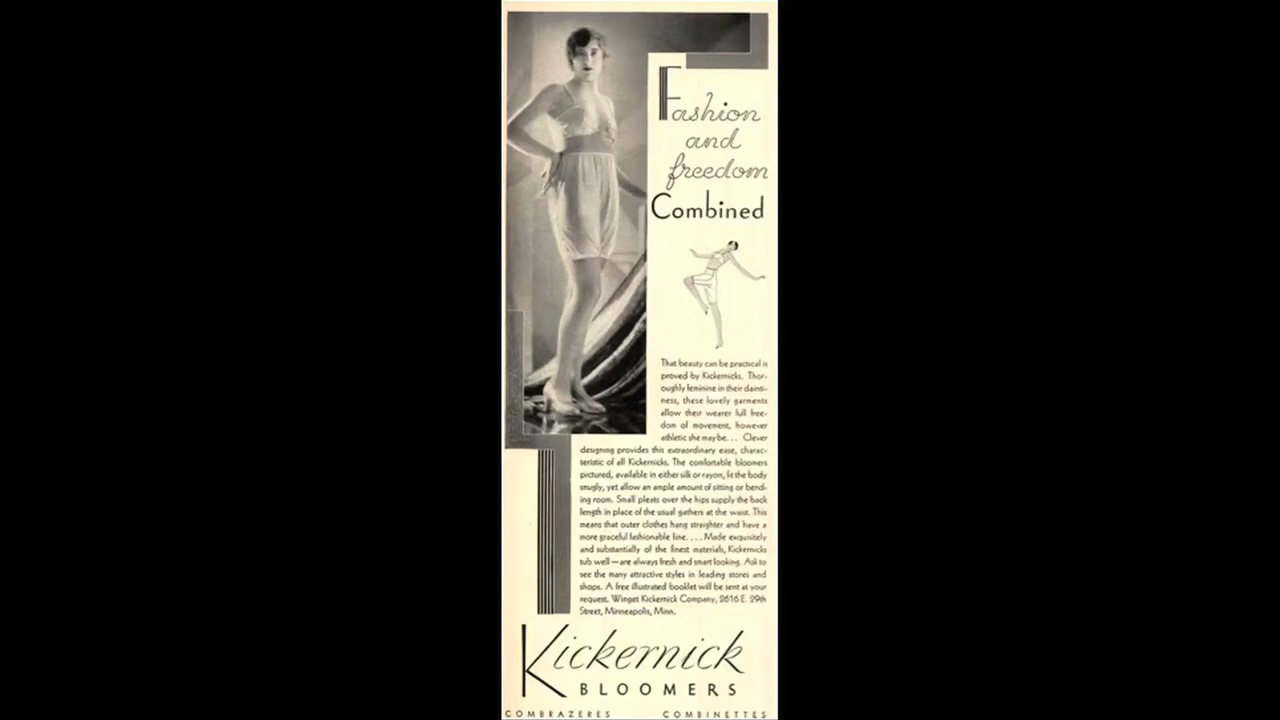 Fashion
and
freedom
Combined
That beauty can be practical is
proved by Kickernicks. Thor-
oughly feminine in their dainti-
ness, these lovely garments
allow their wearer full free-
dom of movement, however
athletic she may be... Clever
designing provides this extraordinary ease, charac-
teristic of all Kickernicks. The comfortable bloomers
pictured, available in either silk or rayon, fit the body
snugly, yet allow an ample amount of sitting or bend-
ing room. Small pleats over the hips supply the back
length in place of the usual gathers at the waist. This
means that outer clothes hang straighter and have a
more graceful fashionable line.... Made exquisitely
and substantially of the finest materials, Kickernicks
tub well—are always fresh and smart looking. Ask to
see the many attractive styles in leading stores and
shops. A free illustrated booklet will be sent at your
request. Winget Kickernick Company, 2616 E. 29th
Street, Minneapolis, Minn.
Kickernick
BLOOMERS
COMBRAZERES COMBINETTES